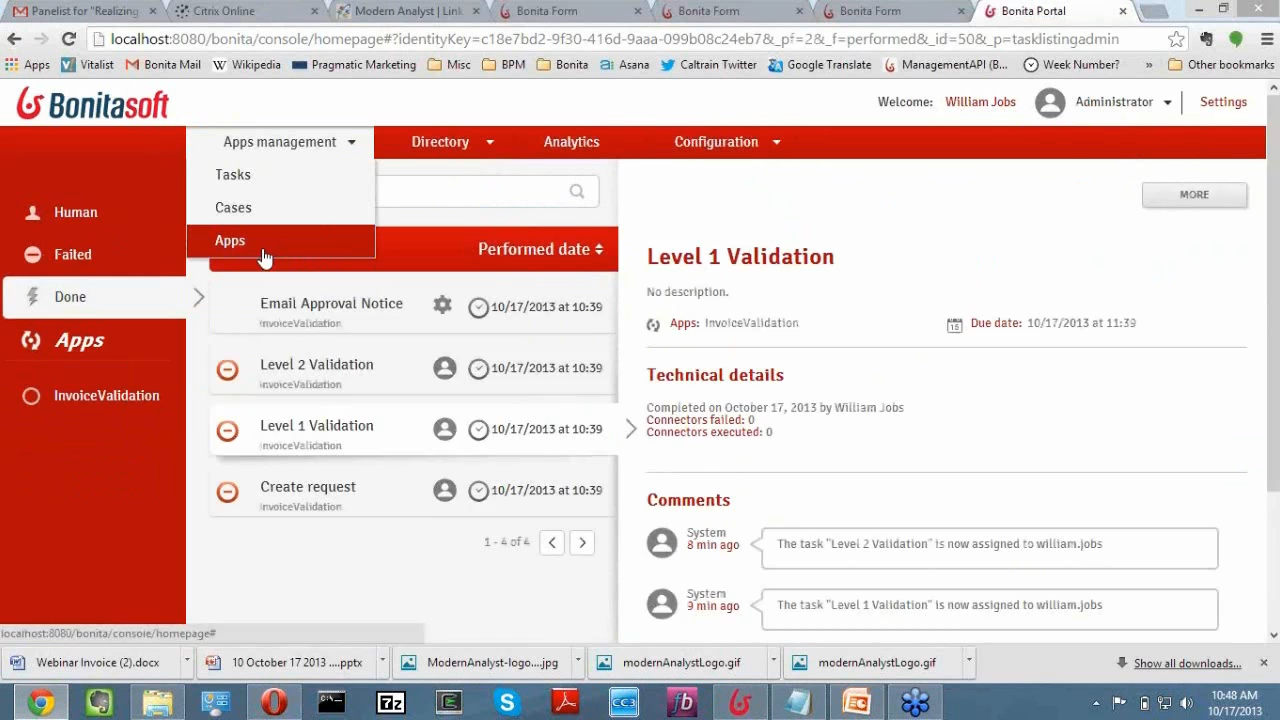 Panelist for "Realizing
Citrix Online
Modern Analyst | Link
Bonita Form
Bonita Form
Bonita Form
Bonita Portal
localhost:8080/bonita/console/homepage#?identityKey=c18e7bd2-9f30-416d-9aaa-099b08c24eb7&_pf=2&_f=performed&_id=50&_p=tasklistingadmin
Apps
Vitalist
Bonita Mail
Wikipedia
Pragmatic Marketing
Misc
BPM
Bonita
Asana
Caltrain Twitter
Google Translate
ManagementAPI (B...
Week Number?
»
Other bookmarks
Bonitasoft
Welcome: William Jobs
Administrator
Settings
Apps management
Directory
Analytics
Configuration
Tasks
Cases
Apps
Human
Failed
Done
Apps
InvoiceValidation
Performed date
Email Approval Notice
InvoiceValidation
10/17/2013 at 10:39
Level 2 Validation
InvoiceValidation
10/17/2013 at 10:39
Level 1 Validation
InvoiceValidation
10/17/2013 at 10:39
Create request
InvoiceValidation
10/17/2013 at 10:39
1 - 4 of 4
MORE
Level 1 Validation
No description.
Apps: InvoiceValidation
Due date: 10/17/2013 at 11:39
Technical details
Completed on October 17, 2013 by William Jobs
Connectors failed: 0
Connectors executed: 0
Comments
System
8 min ago
The task "Level 2 Validation" is now assigned to william.jobs
System
9 min ago
The task "Level 1 Validation" is now assigned to william.jobs
localhost:8080/bonita/console/homepage#
Webinar Invoice (2).docx
10 October 17 2013 ....pptx
ModernAnalyst-logo....jpg
modernAnalystLogo.gif
modernAnalystLogo.gif
Show all downloads...
10:48 AM
10/17/2013